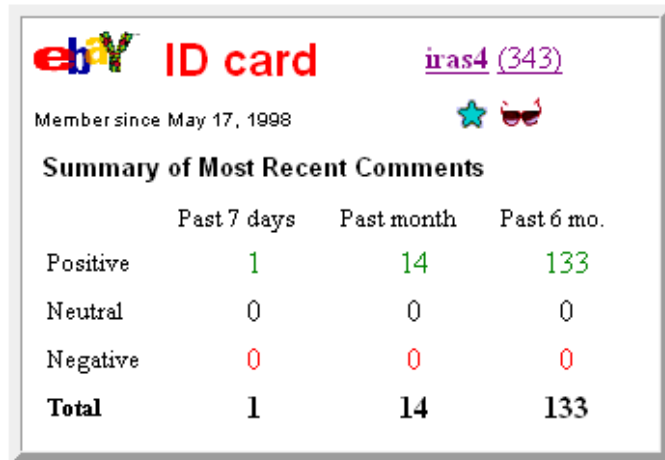 ebaY ID card iras4 (343)
Member since May 17, 1998
Summary of Most Recent Comments
Past 7 days Past month Past 6 mo.
Positive 1 14 133
Neutral 0 0 0
Negative 0 0 0
Total 1 14 133